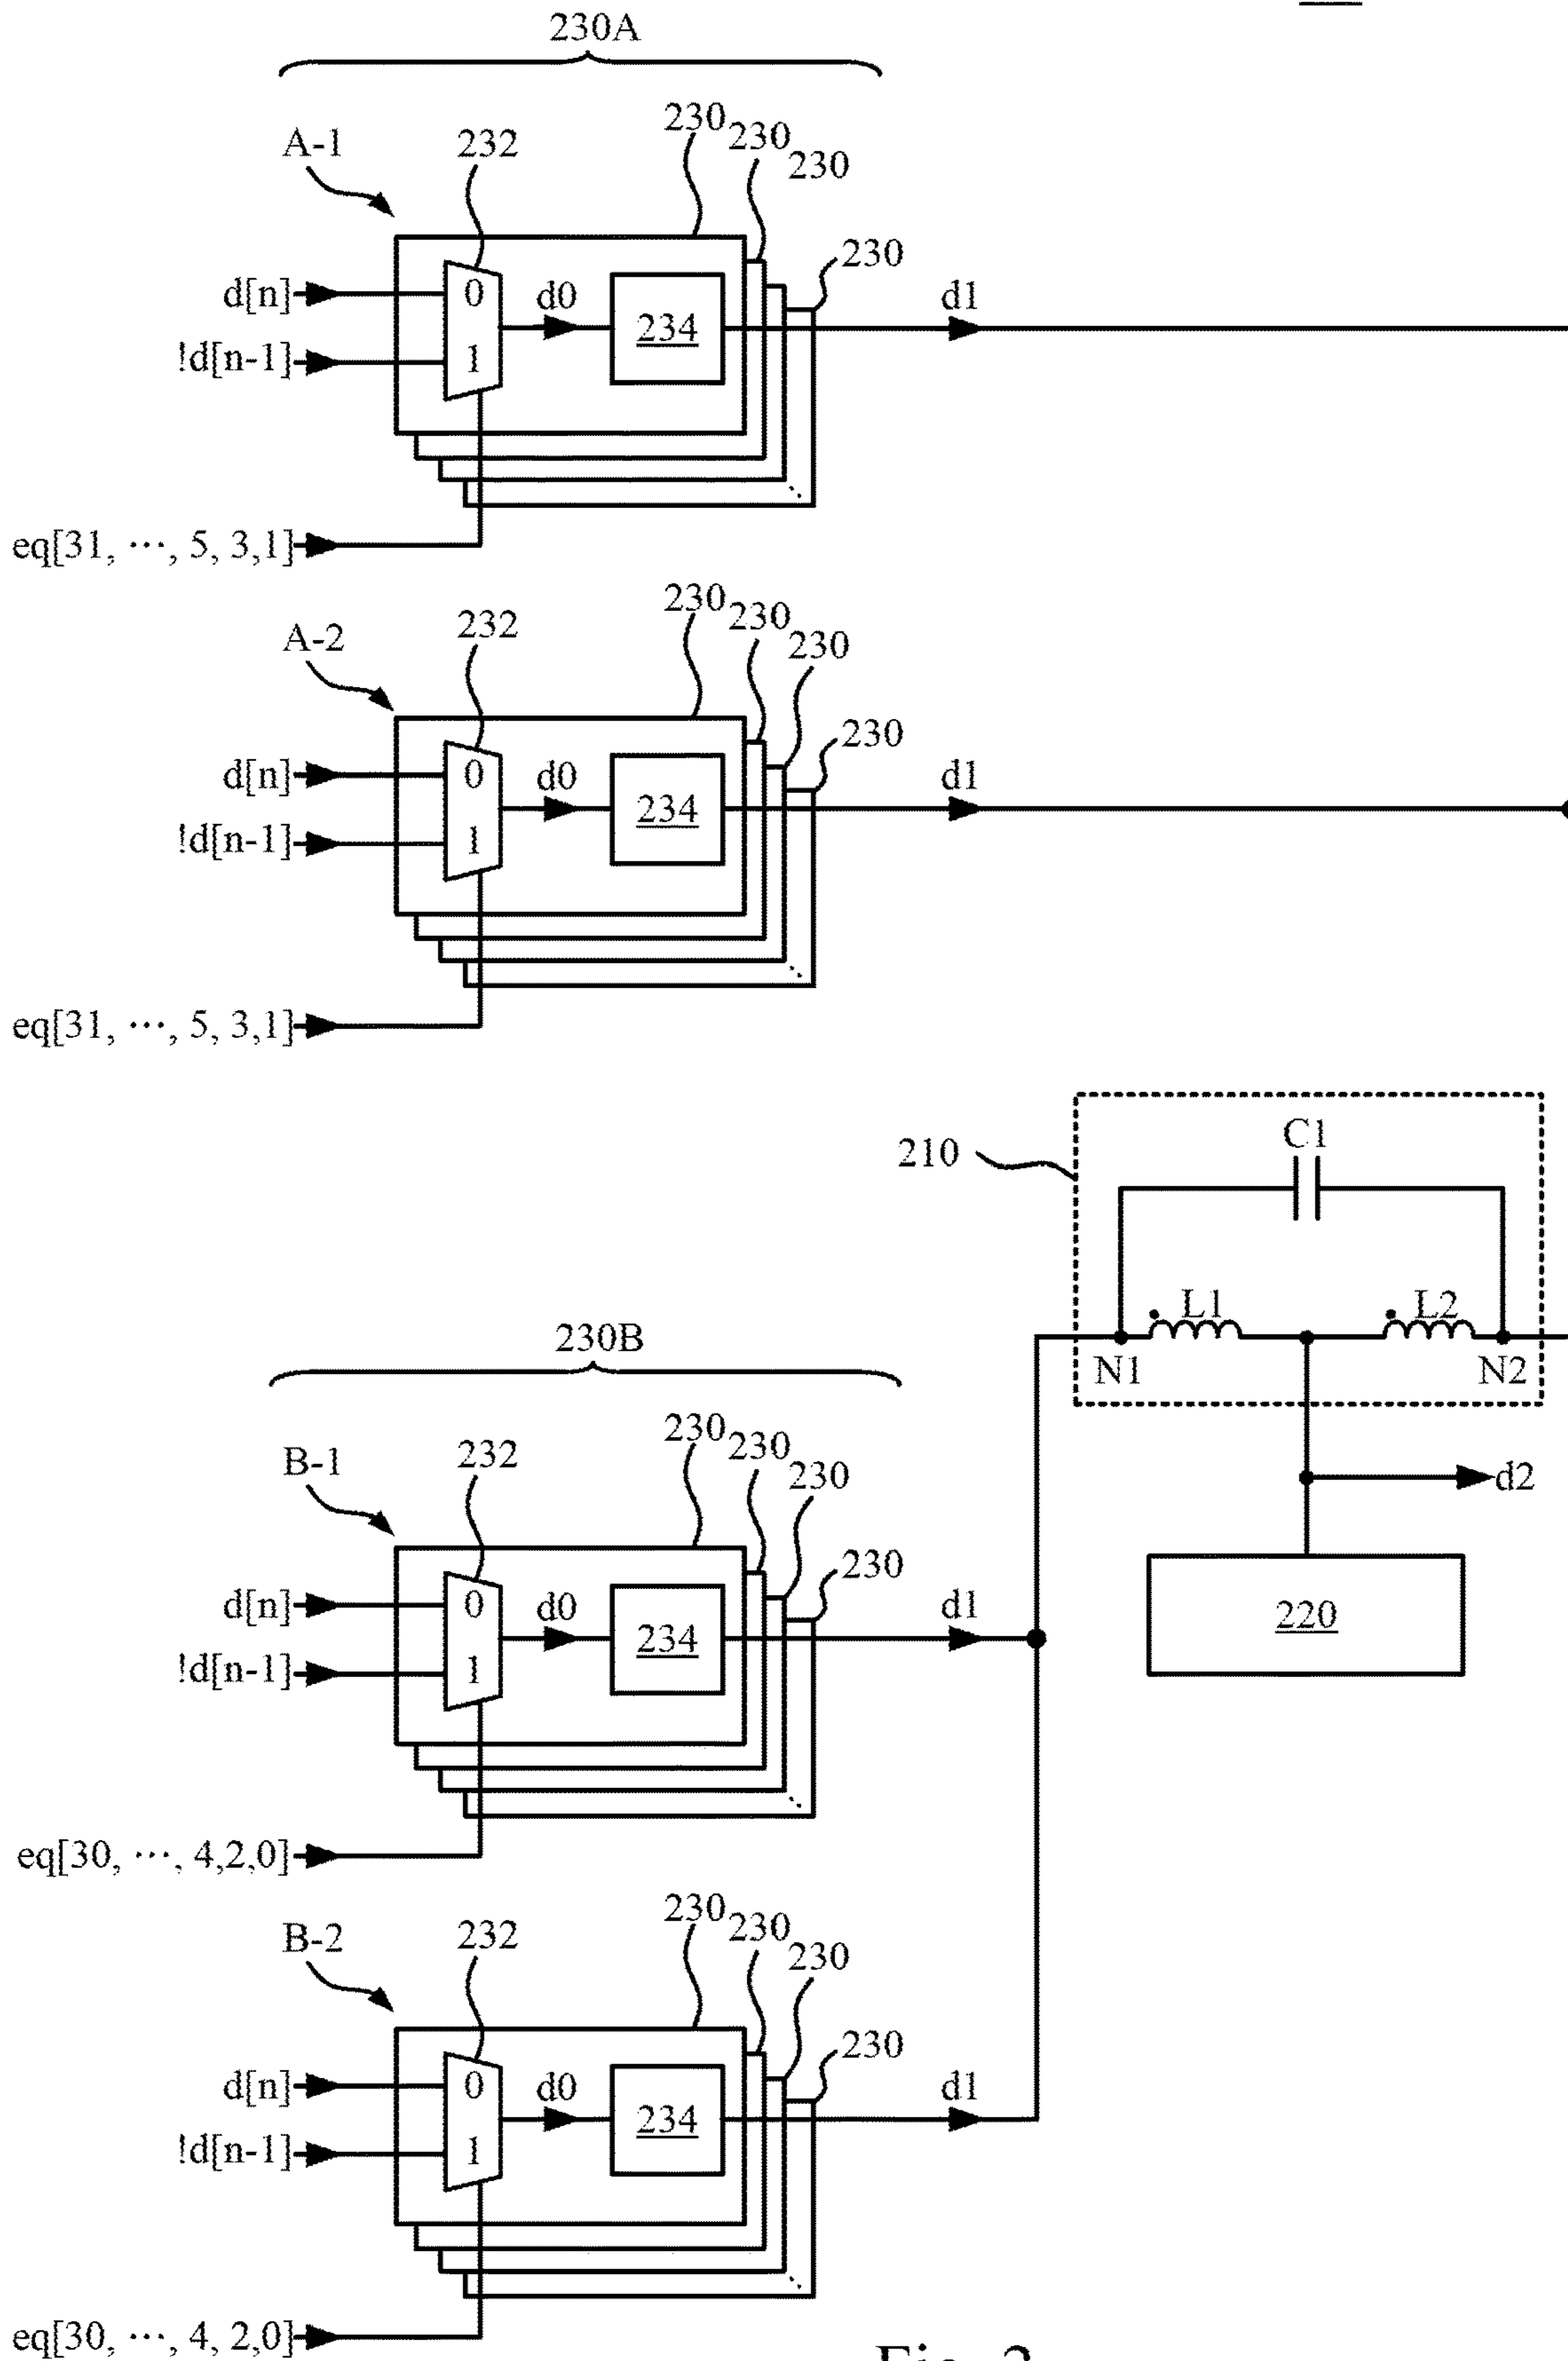 230A
A-1
232
230
230
230
230
d[n]
0
d0
234
d1
!d[n-1]
1
eq[31, ···, 5, 3,1]
A-2
232
230
230
230
230
d[n]
0
d0
234
d1
!d[n-1]
1
eq[31, ···, 5, 3,1]
210
C1
L1
L2
N1
N2
d2
220
230B
B-1
232
230
230
230
230
d[n]
0
d0
234
d1
!d[n-1]
1
eq[30, ···, 4,2,0]
B-2
232
230
230
230
230
d[n]
0
d0
234
d1
!d[n-1]
1
eq[30, ···, 4, 2,0]